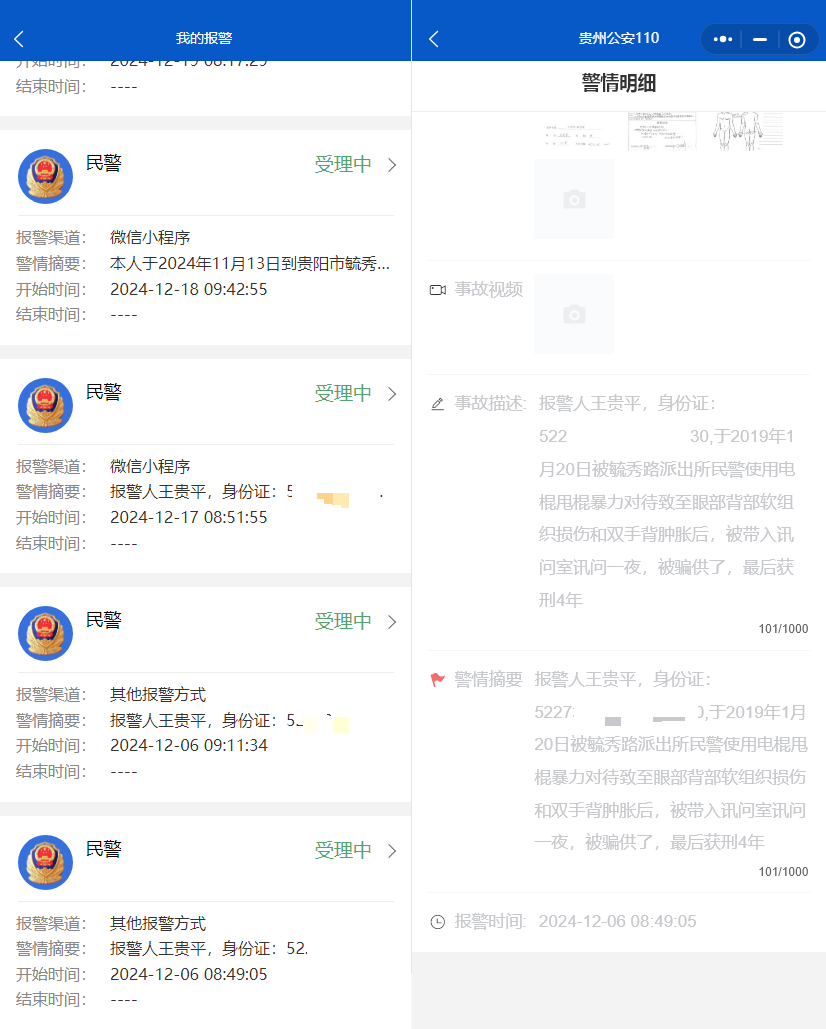 我的报警
开始时间： 2024-12-19 08:17:29
结束时间： ----
民警 受理中
报警渠道： 微信小程序
警情摘要： 本人于2024年11月13日到贵阳市毓秀...
开始时间： 2024-12-18 09:42:55
结束时间： ----
民警 受理中
报警渠道： 微信小程序
警情摘要： 报警人王贵平，身份证：5
开始时间： 2024-12-17 08:51:55
结束时间： ----
民警 受理中
报警渠道： 其他报警方式
警情摘要： 报警人王贵平，身份证：52
开始时间： 2024-12-06 09:11:34
结束时间： ----
民警 受理中
报警渠道： 其他报警方式
警情摘要： 报警人王贵平，身份证：52.
开始时间： 2024-12-06 08:49:05
结束时间： ----
贵州公安110
警情明细
事故视频
事故描述: 报警人王贵平，身份证：
522 30,于2019年1
月20日被毓秀路派出所民警使用电
棍甩棍暴力对待致至眼部背部软组
织损伤和双手背肿胀后，被带入讯
问室讯问一夜，被骗供了，最后获
刑4年
101/1000
警情摘要 报警人王贵平，身份证：
5227 0,于2019年1月
20日被毓秀路派出所民警使用电棍甩
棍暴力对待致至眼部背部软组织损伤
和双手背肿胀后，被带入讯问室讯问
一夜，被骗供了，最后获刑4年
101/1000
报警时间: 2024-12-06 08:49:05